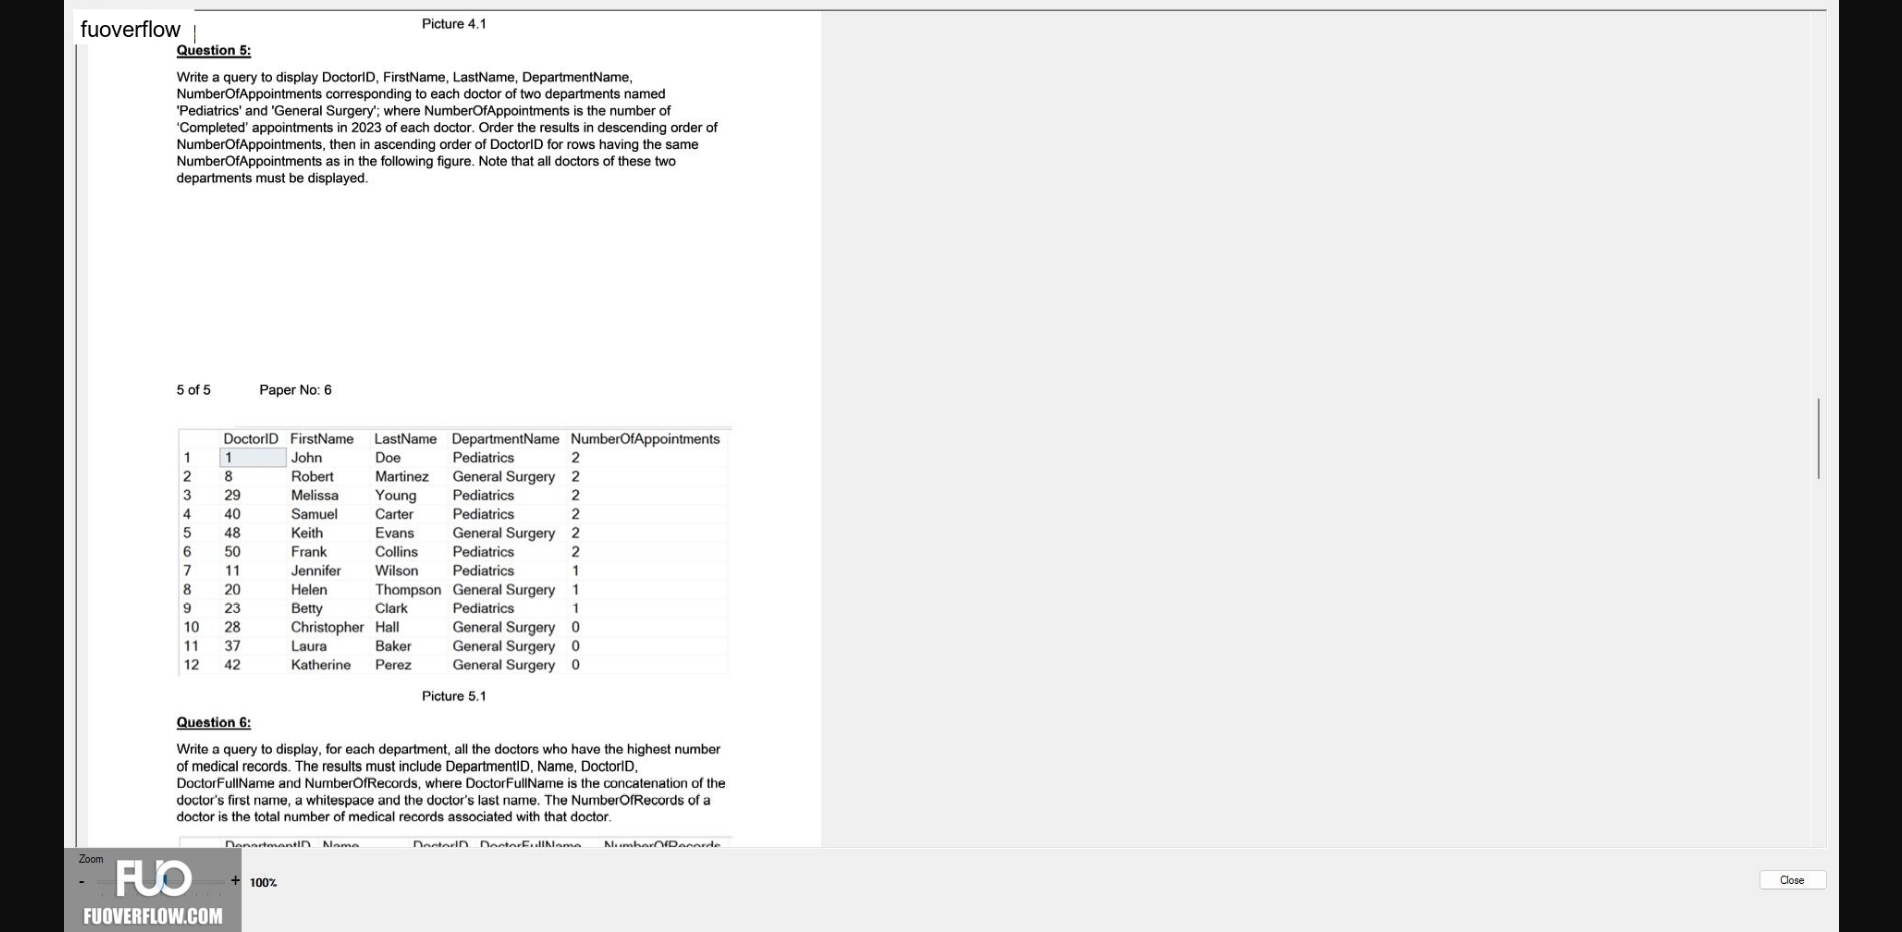 fuoverflow
Picture 4.1
Question 5:
Write a query to display DoctorID, FirstName, LastName, DepartmentName,
NumberOfAppointments corresponding to each doctor of two departments named
'Pediatrics' and 'General Surgery'; where NumberOfAppointments is the number of
‘Completed’ appointments in 2023 of each doctor. Order the results in descending order of
NumberOfAppointments, then in ascending order of DoctorID for rows having the same
NumberOfAppointments as in the following figure. Note that all doctors of these two
departments must be displayed.
5 of 5 Paper No: 6
DoctorID FirstName LastName DepartmentName NumberOfAppointments
1 1 John Doe Pediatrics 2
2 8 Robert Martinez General Surgery 2
3 29 Melissa Young Pediatrics 2
4 40 Samuel Carter Pediatrics 2
5 48 Keith Evans General Surgery 2
6 50 Frank Collins Pediatrics 2
7 11 Jennifer Wilson Pediatrics 1
8 20 Helen Thompson General Surgery 1
9 23 Betty Clark Pediatrics 1
10 28 Christopher Hall General Surgery 0
11 37 Laura Baker General Surgery 0
12 42 Katherine Perez General Surgery 0
Picture 5.1
Question 6:
Write a query to display, for each department, all the doctors who have the highest number
of medical records. The results must include DepartmentID, Name, DoctorID,
DoctorFullName and NumberOfRecords, where DoctorFullName is the concatenation of the
doctor's first name, a whitespace and the doctor's last name. The NumberOfRecords of a
doctor is the total number of medical records associated with that doctor.
DepartmentID Name DoctorID DoctorFullName NumberOfRecords
Zoom
- + 100%
FUO
FUOVERFLOW.COM
Close